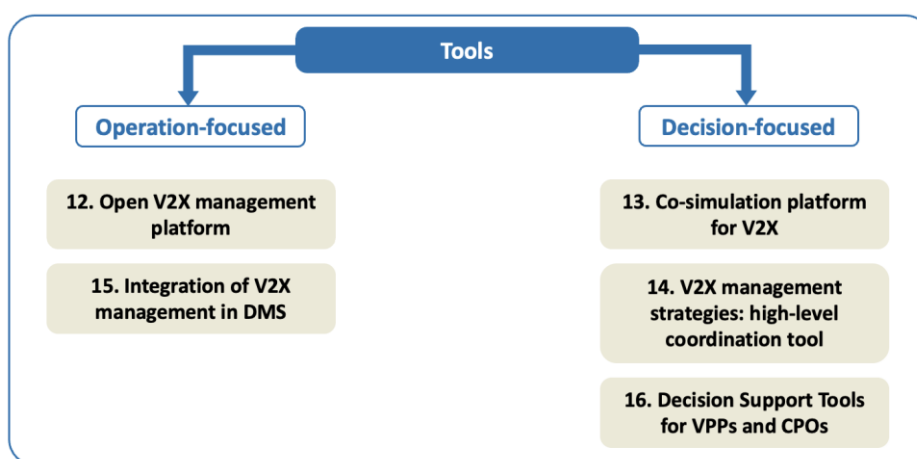 Tools
Operation-focused
Decision-focused
12. Open V2X management
platform
15. Integration of V2X
management in DMS
13. Co-simulation platform
for V2X
14. V2X management
strategies: high-level
coordination tool
16. Decision Support Tools
for VPPs and CPOs